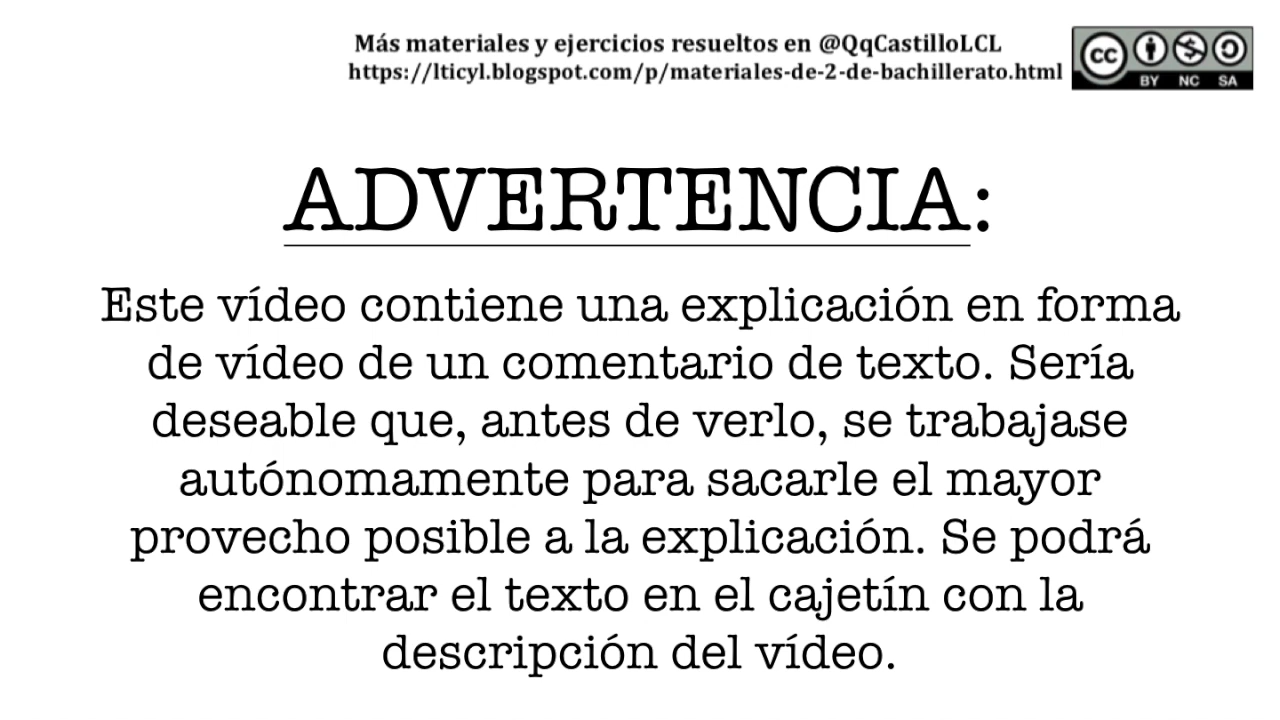 Más materiales y ejercicios resueltos en @QqCastilloLCL
https://lticyl.blogspot.com/p/materiales-de-2-de-bachillerato.html
cc
BY NC SA
ADVERTENCIA:
Este vídeo contiene una explicación en forma
de vídeo de un comentario de texto. Sería
deseable que, antes de verlo, se trabajase
autónomamente para sacarle el mayor
provecho posible a la explicación. Se podrá
encontrar el texto en el cajetín con la
descripción del vídeo.